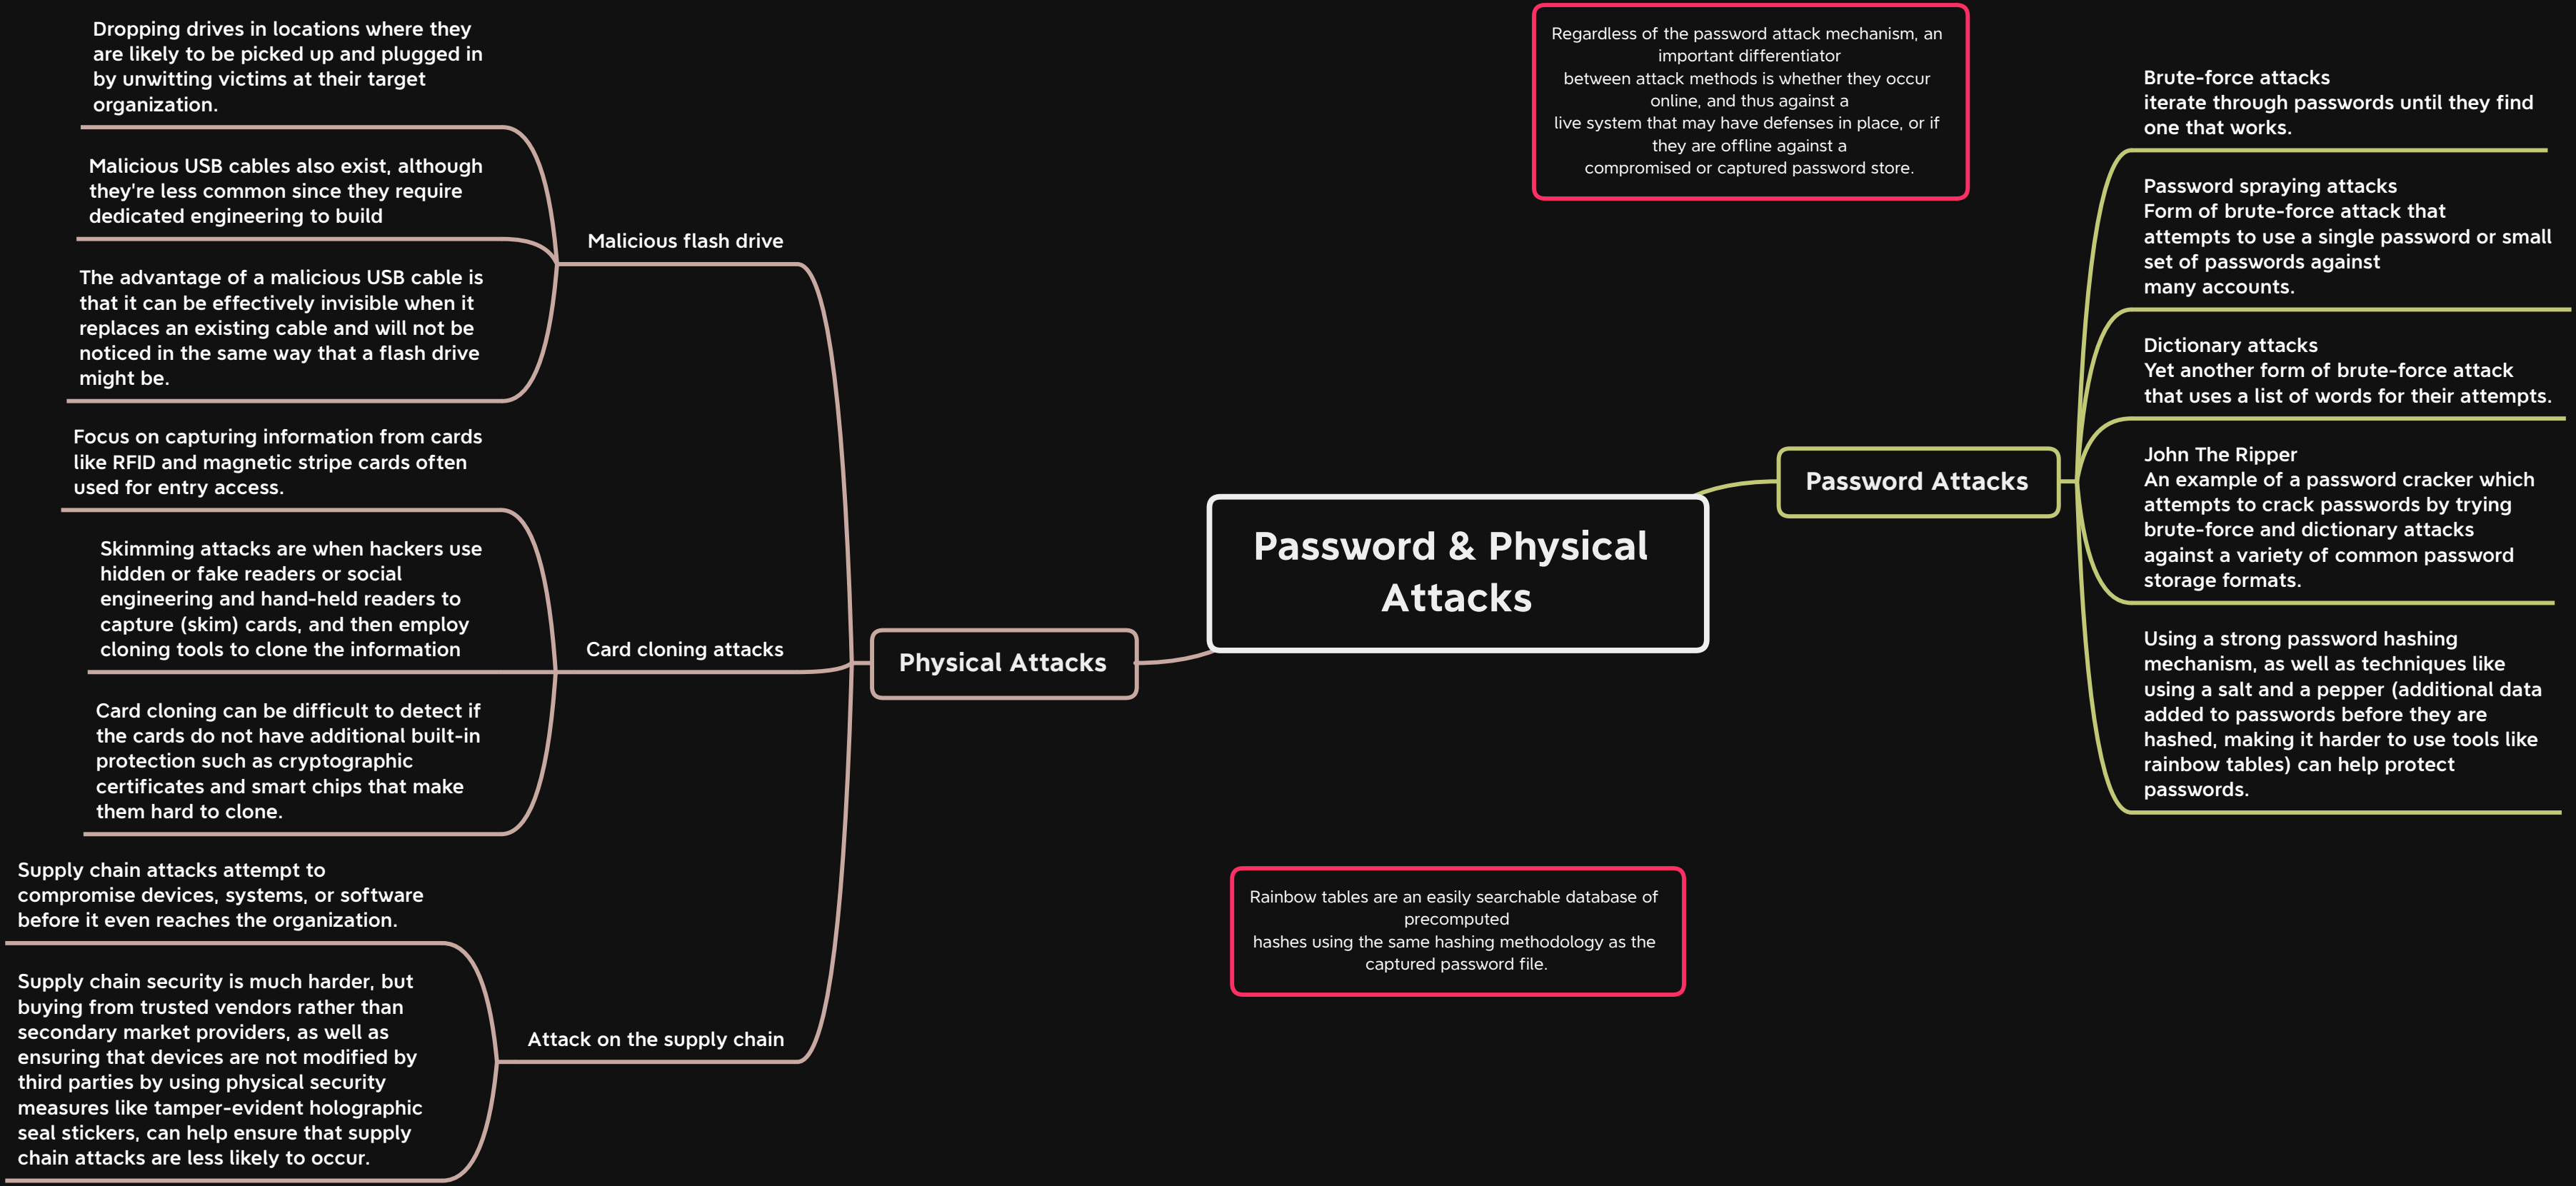 Password & Physical
Attacks
Physical Attacks
Malicious flash drive
Dropping drives in locations where they
are likely to be picked up and plugged in
by unwitting victims at their target
organization.
Malicious USB cables also exist, although
they're less common since they require
dedicated engineering to build
The advantage of a malicious USB cable is
that it can be effectively invisible when it
replaces an existing cable and will not be
noticed in the same way that a flash drive
might be.
Card cloning attacks
Focus on capturing information from cards
like RFID and magnetic stripe cards often
used for entry access.
Skimming attacks are when hackers use
hidden or fake readers or social
engineering and hand-held readers to
capture (skim) cards, and then employ
cloning tools to clone the information
Card cloning can be difficult to detect if
the cards do not have additional built-in
protection such as cryptographic
certificates and smart chips that make
them hard to clone.
Attack on the supply chain
Supply chain attacks attempt to
compromise devices, systems, or software
before it even reaches the organization.
Supply chain security is much harder, but
buying from trusted vendors rather than
secondary market providers, as well as
ensuring that devices are not modified by
third parties by using physical security
measures like tamper-evident holographic
seal stickers, can help ensure that supply
chain attacks are less likely to occur.
Regardless of the password attack mechanism, an
important differentiator
between attack methods is whether they occur
online, and thus against a
live system that may have defenses in place, or if
they are offline against a
compromised or captured password store.
Password Attacks
Brute-force attacks
iterate through passwords until they find
one that works.
Password spraying attacks
Form of brute-force attack that
attempts to use a single password or small
set of passwords against
many accounts.
Dictionary attacks
Yet another form of brute-force attack
that uses a list of words for their attempts.
John The Ripper
An example of a password cracker which
attempts to crack passwords by trying
brute-force and dictionary attacks
against a variety of common password
storage formats.
Using a strong password hashing
mechanism, as well as techniques like
using a salt and a pepper (additional data
added to passwords before they are
hashed, making it harder to use tools like
rainbow tables) can help protect
passwords.
Rainbow tables are an easily searchable database of
precomputed
hashes using the same hashing methodology as the
captured password file.